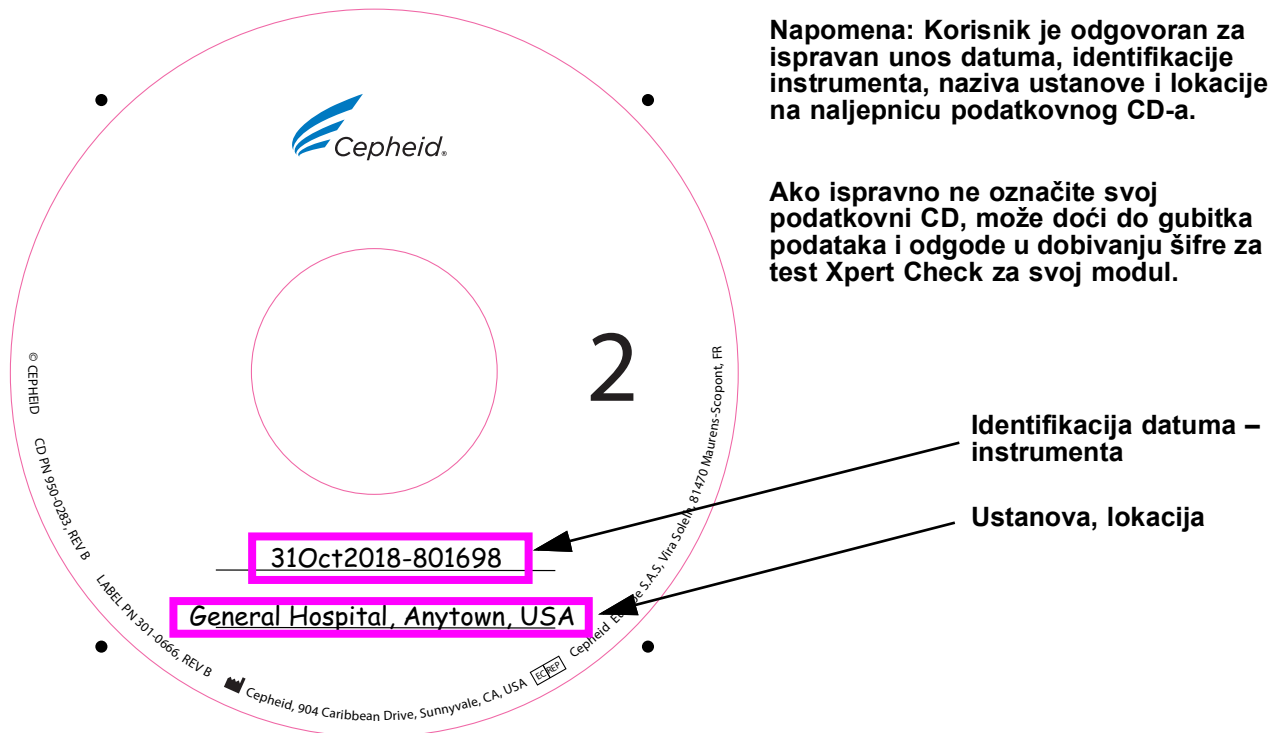 Napomena: Korisnik je odgovoran za
ispravan unos datuma, identifikacije
instrumenta, naziva ustanove i lokacije
na naljepnicu podatkovnog CD-a.
Ako ispravno ne označite svoj
podatkovni CD, može doći do gubitka
podataka i odgode u dobivanju šifre za
test Xpert Check za svoj modul.
Cepheid®
2
Identifikacija datuma –
instrumenta
Ustanova, lokacija
31Oct2018-801698
General Hospital, Anytown, USA
© CEPHEID CD PN 950-0283, REV B LABEL PN 301-0666, REV B Cepheid, 904 Caribbean Drive, Sunnyvale, CA, USA EC REP Cepheid S.A.S, Vira Solelh, 81470 Maurens-Scopont, FR